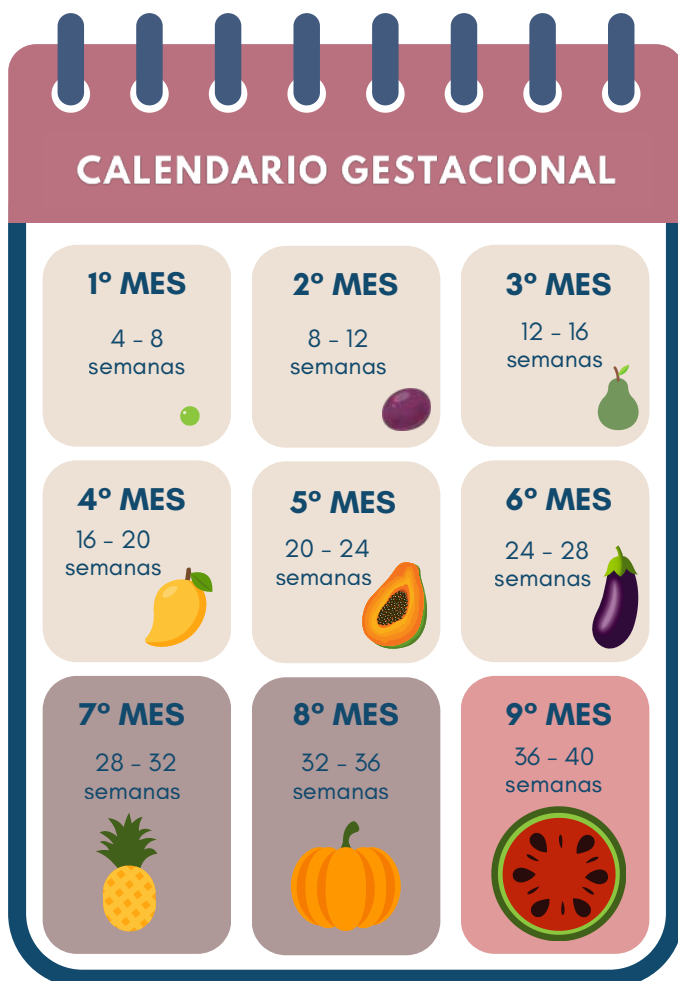 CALENDARIO GESTACIONAL
1º MES
4 - 8
semanas
2º MES
8 - 12
semanas
3º MES
12 - 16
semanas
4º MES
16 - 20
semanas
5º MES
20 - 24
semanas
6º MES
24 - 28
semanas
7º MES
28 - 32
semanas
8º MES
32 - 36
semanas
9º MES
36 - 40
semanas